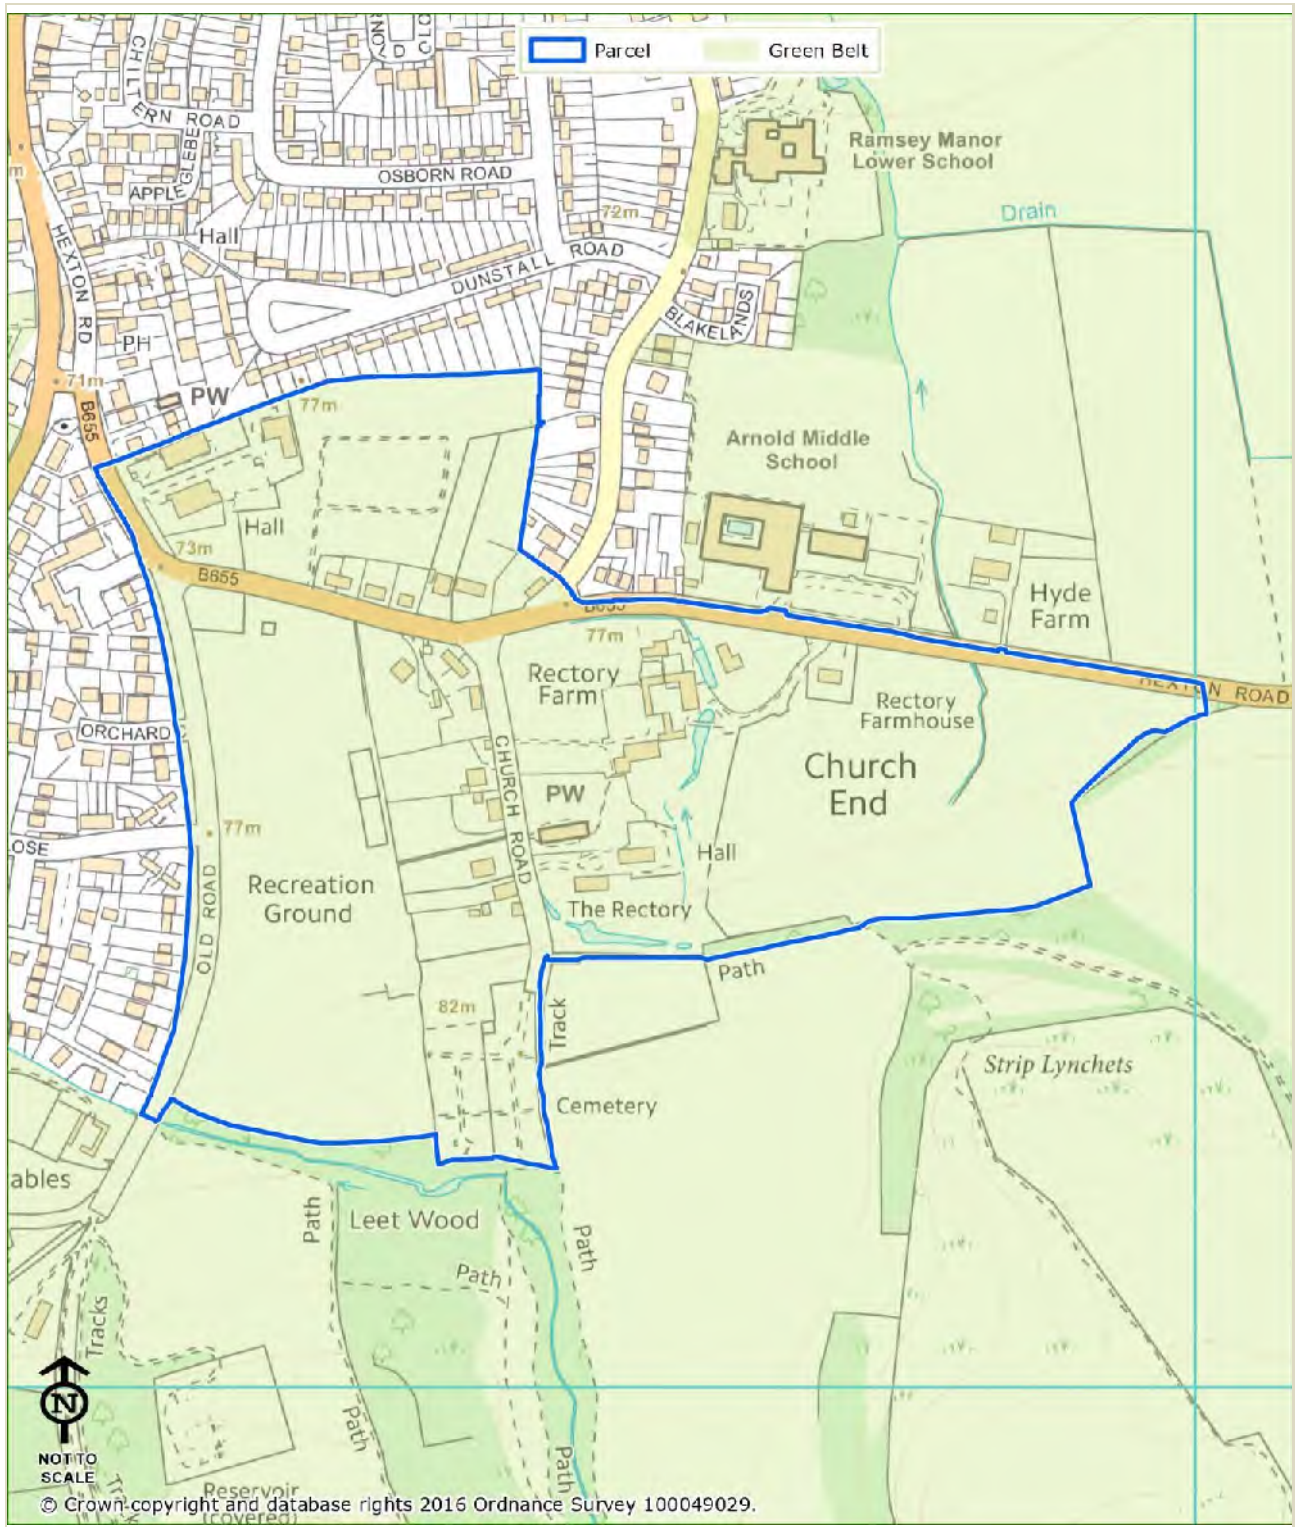 Parcel
Green Belt
CHILTERN ROAD
APPLE GLEBE
OSBORN ROAD
Ramsey Manor
Lower School
72m
Drain
Hall
HEXTON RD
DUNSTALL ROAD
BLAKELANDS
PH
71m
PW
B655
77m
Arnold Middle
School
Hall
73m
B655
Hyde
Farm
77m
Rectory
Farm
HEXTON ROAD
Rectory
Farmhouse
ORCHARD
CHURCH ROAD
Church
End
PW
77m
OSE
Hall
Recreation
Ground
OLD ROAD
The Rectory
Path
82m
Track
Strip Lynchets
Cemetery
ables
Path
Leet Wood
Path
Path
Tracks
N
NOT TO
SCALE
Path
Path
Reservoir
(covered)
© Crown copyright and database rights 2016 Ordnance Survey 100049029.